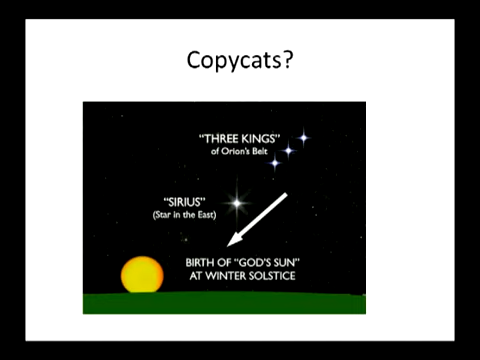 Copycats?
“THREE KINGS”
of Orion's Belt
“SIRIUS”
(Star in the East)
BIRTH OF “GOD'S SUN”
AT WINTER SOLSTICE